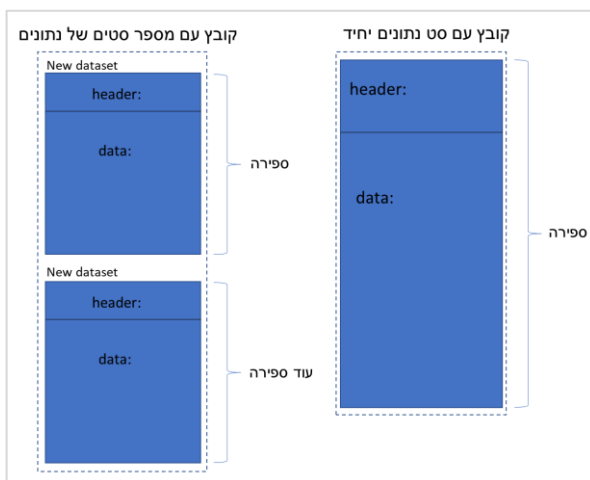 קובץ עם סט נתונים יחיד
header:
data:
ספירה
קובץ עם מספר סטים של נתונים
New dataset
header:
data:
ספירה
New dataset
header:
data:
עוד ספירה